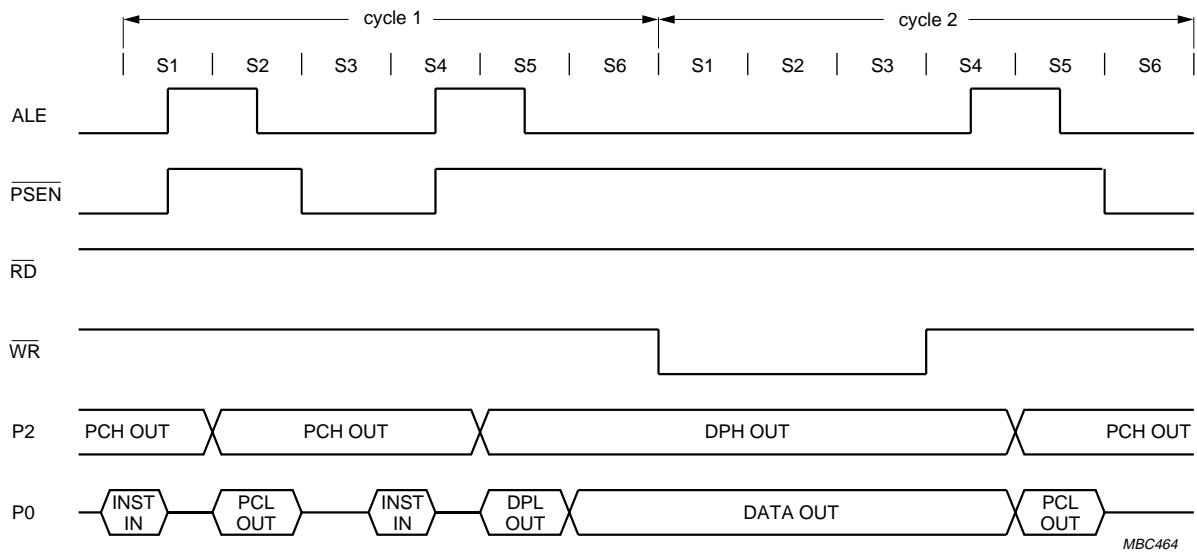 cycle 1 cycle 2
S1 S2 S3 S4 S5 S6 S1 S2 S3 S4 S5 S6
ALE
PSEN
RD
WR
P2 PCH OUT PCH OUT DPH OUT PCH OUT
P0 INST IN PCL OUT INST IN DPL OUT DATA OUT PCL OUT
MBC464